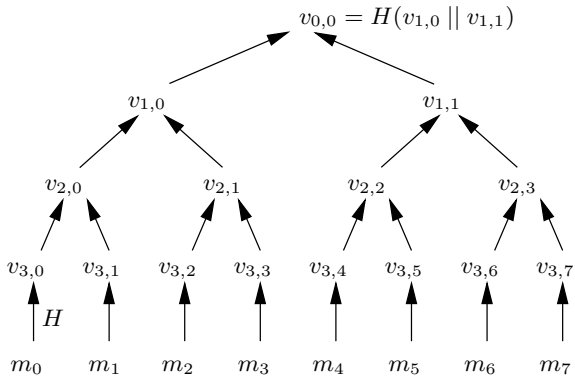 v0,0 = H(v1,0 || v1,1)
v1,0 v1,1
v2,0 v2,1 v2,2 v2,3
v3,0 v3,1 v3,2 v3,3 v3,4 v3,5 v3,6 v3,7
H
m0 m1 m2 m3 m4 m5 m6 m7